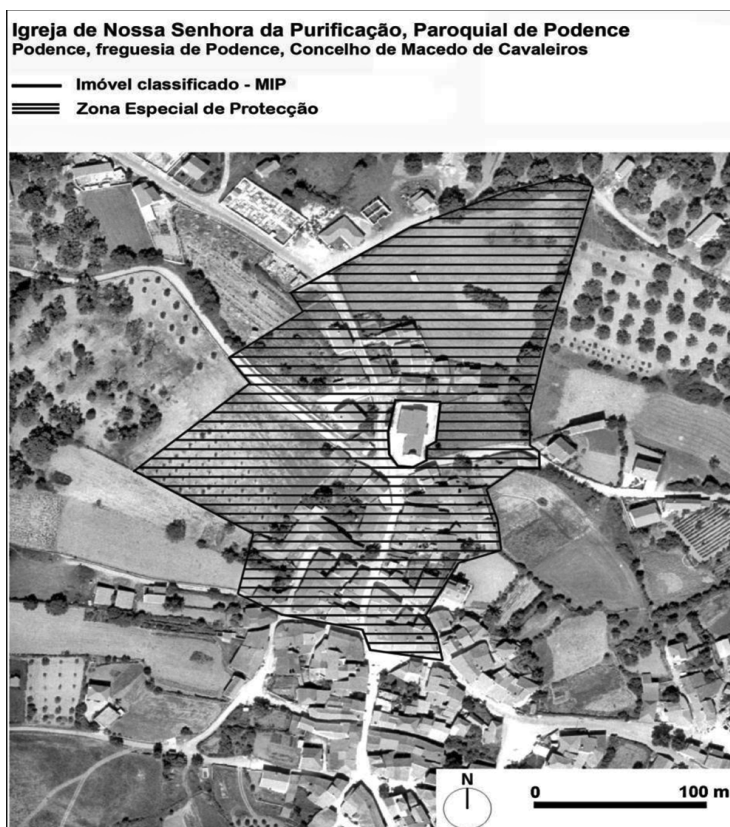 Igreja de Nossa Senhora da Purificação, Paroquial de Podence
Podence, freguesia de Podence, Concelho de Macedo de Cavaleiros
Imóvel classificado - MIP
Zona Especial de Protecção
N
0 100 m